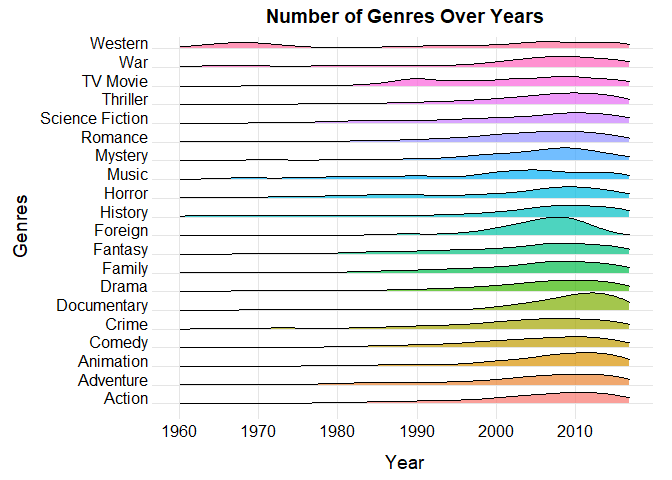 Number of Genres Over Years
Western
War
TV Movie
Thriller
Science Fiction
Romance
Mystery
Music
Horror
History
Foreign
Fantasy
Family
Drama
Documentary
Crime
Comedy
Animation
Adventure
Action
Genres
1960 1970 1980 1990 2000 2010
Year